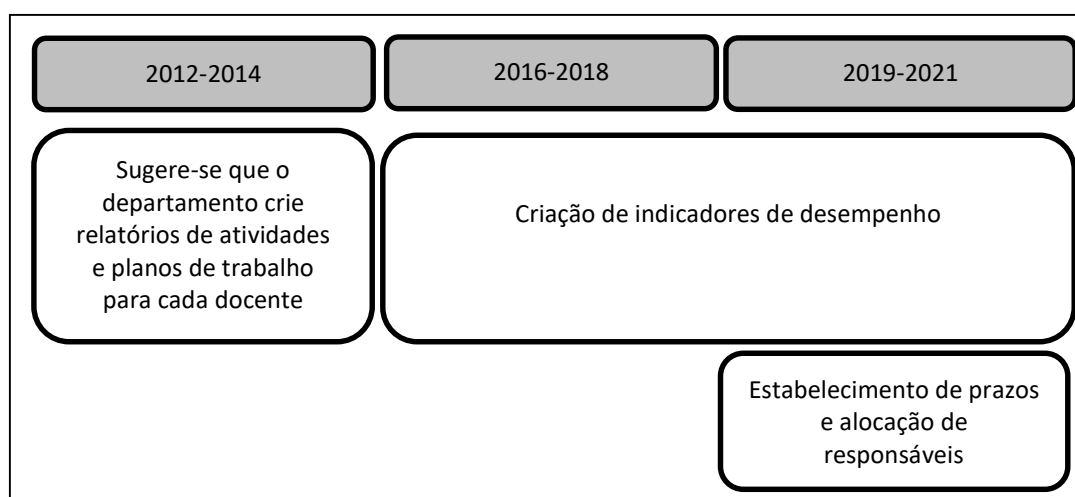 2012-2014
2016-2018
2019-2021
Sugere-se que o
departamento crie
relatórios de atividades
e planos de trabalho
para cada docente
Criação de indicadores de desempenho
Estabelecimento de prazos
e alocação de
responsáveis